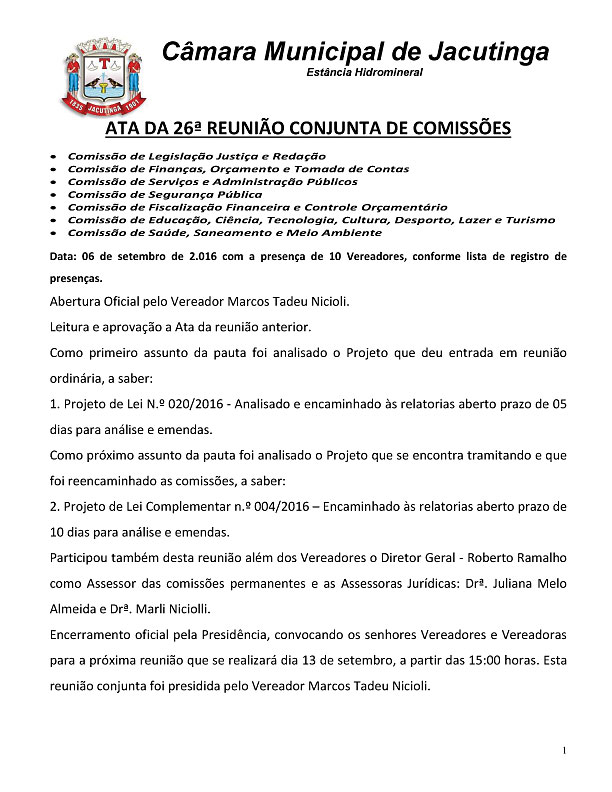 Câmara Municipal de Jacutinga
Estância Hidromineral
T
1835 JACUTINGA 1901
ATA DA 26ª REUNIÃO CONJUNTA DE COMISSÕES
• Comissão de Legislação Justiça e Redação
• Comissão de Finanças, Orçamento e Tomada de Contas
• Comissão de Serviços e Administração Públicos
• Comissão de Segurança Pública
• Comissão de Fiscalização Financeira e Controle Orçamentário
• Comissão de Educação, Ciência, Tecnologia, Cultura, Desporto, Lazer e Turismo
• Comissão de Saúde, Saneamento e Meio Ambiente
Data: 06 de setembro de 2.016 com a presença de 10 Vereadores, conforme lista de registro de
presenças.
Abertura Oficial pelo Vereador Marcos Tadeu Nicioli.
Leitura e aprovação a Ata da reunião anterior.
Como primeiro assunto da pauta foi analisado o Projeto que deu entrada em reunião
ordinária, a saber:
1. Projeto de Lei N.º 020/2016 - Analisado e encaminhado às relatorias aberto prazo de 05
dias para análise e emendas.
Como próximo assunto da pauta foi analisado o Projeto que se encontra tramitando e que
foi reencaminhado as comissões, a saber:
2. Projeto de Lei Complementar n.º 004/2016 – Encaminhado às relatorias aberto prazo de
10 dias para análise e emendas.
Participou também desta reunião além dos Vereadores o Diretor Geral - Roberto Ramalho
como Assessor das comissões permanentes e as Assessoras Jurídicas: Drª. Juliana Melo
Almeida e Drª. Marli Niciolli.
Encerramento oficial pela Presidência, convocando os senhores Vereadores e Vereadoras
para a próxima reunião que se realizará dia 13 de setembro, a partir das 15:00 horas. Esta
reunião conjunta foi presidida pelo Vereador Marcos Tadeu Nicioli.
1